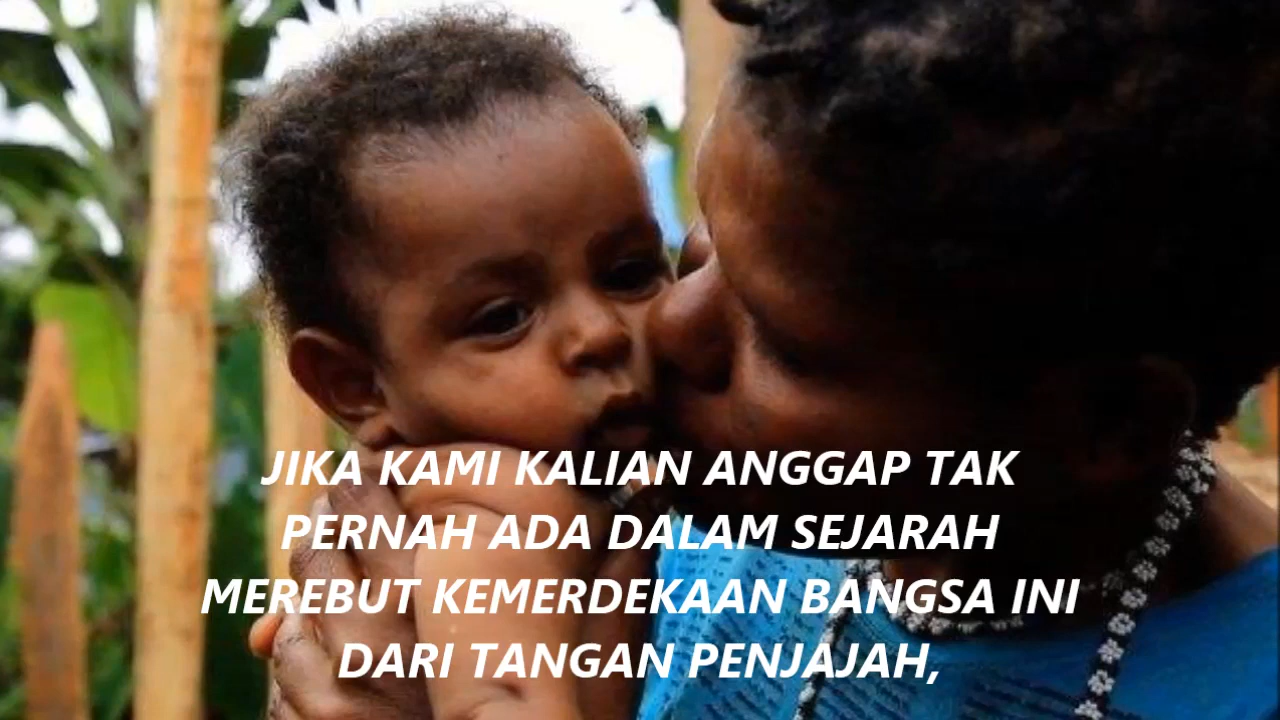 JIKA KAMI KALIAN ANGGAP TAK
PERNAH ADA DALAM SEJARAH
MEREBUT KEMERDEKAAN BANGSA INI
DARI TANGAN PENJAJAH,